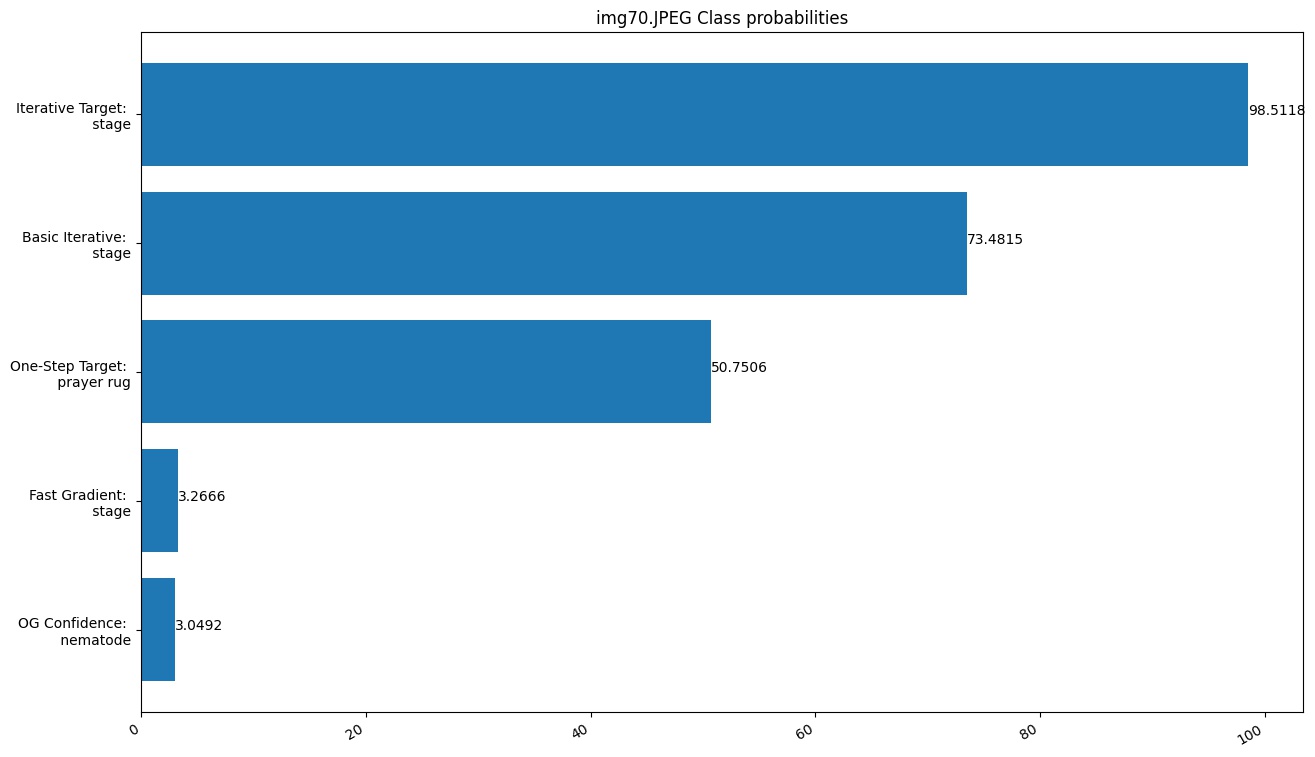 img70.JPEG Class probabilities
Iterative Target:
stage
98.5118
Basic Iterative:
stage
73.4815
One-Step Target:
prayer rug
50.7506
Fast Gradient:
stage
3.2666
OG Confidence:
nematode
3.0492
0
20
40
60
80
100